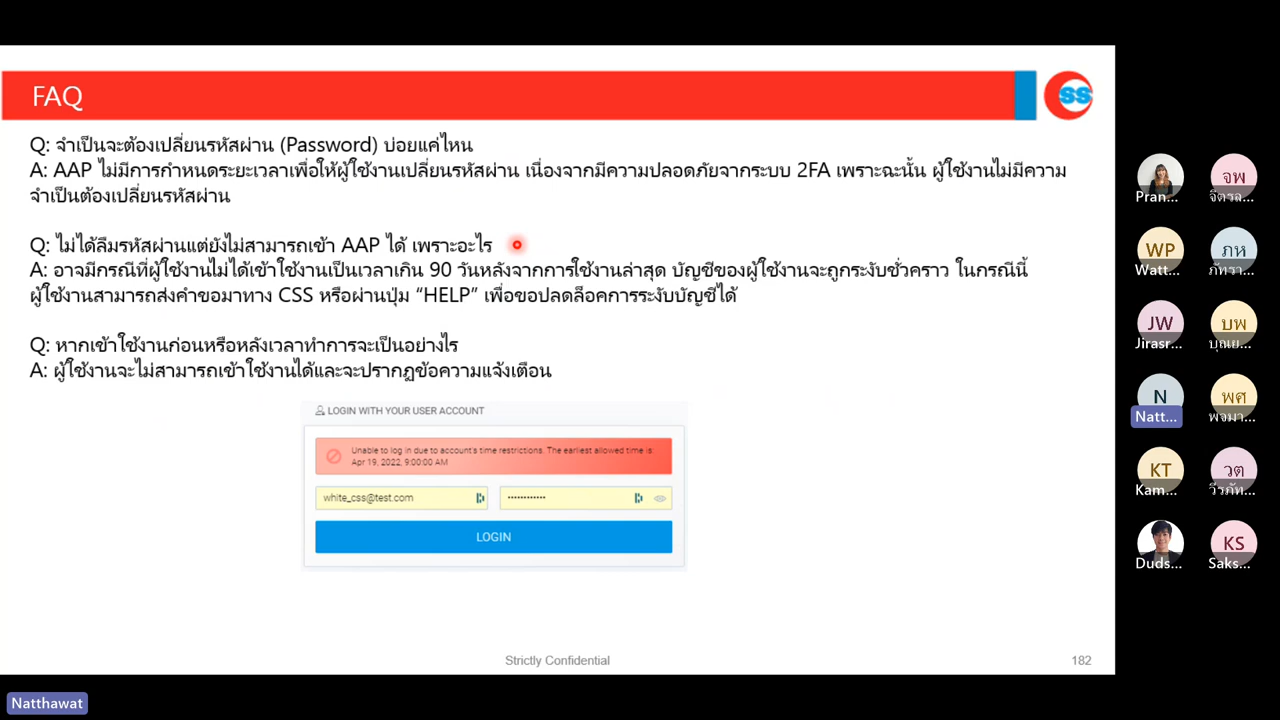 FAQ
SS
Q: จำเป็นจะต้องเปลี่ยนรหัสผ่าน (Password) บ่อยแค่ไหน
A: AAP ไม่มีการกำหนดระยะเวลาเพื่อให้ผู้ใช้งานเปลี่ยนรหัสผ่าน เนื่องจากมีความปลอดภัยจากระบบ 2FA เพราะฉะนั้น ผู้ใช้งานไม่มีความ
จำเป็นต้องเปลี่ยนรหัสผ่าน
Q: ไม่ได้ลืมรหัสผ่านแต่ยังไม่สามารถเข้า AAP ได้ เพราะอะไร
A: อาจมีกรณีที่ผู้ใช้งานไม่ได้เข้าใช้งานเป็นเวลาเกิน 90 วันหลังจากการใช้งานล่าสุด บัญชีของผู้ใช้งานจะถูกระงับชั่วคราว ในกรณีนี้
ผู้ใช้งานสามารถส่งคำขอมาทาง CSS หรือผ่านปุ่ม “HELP” เพื่อขอปลดล็อคการระงับบัญชีได้
Q: หากเข้าใช้งานก่อนหรือหลังเวลาทำการจะเป็นอย่างไร
A: ผู้ใช้งานจะไม่สามารถเข้าใช้งานได้และจะปรากฏข้อความแจ้งเตือน
LOGIN WITH YOUR USER ACCOUNT
Unable to log in due to account's time restrictions. The earliest allowed time is:
Apr 19, 2022, 9:00:00 AM
white_css@test.com ••••••••••••
LOGIN
Strictly Confidential 182
Pran...
จพ
จิตรล...
WP
Watt...
ภห
ภัทรา...
JW
Jirasr...
บพ
บุณย...
N
Natt...
พศ
พจมา...
KT
Kam...
วต
วีรภัท...
Duds...
KS
Saks...
Natthawat